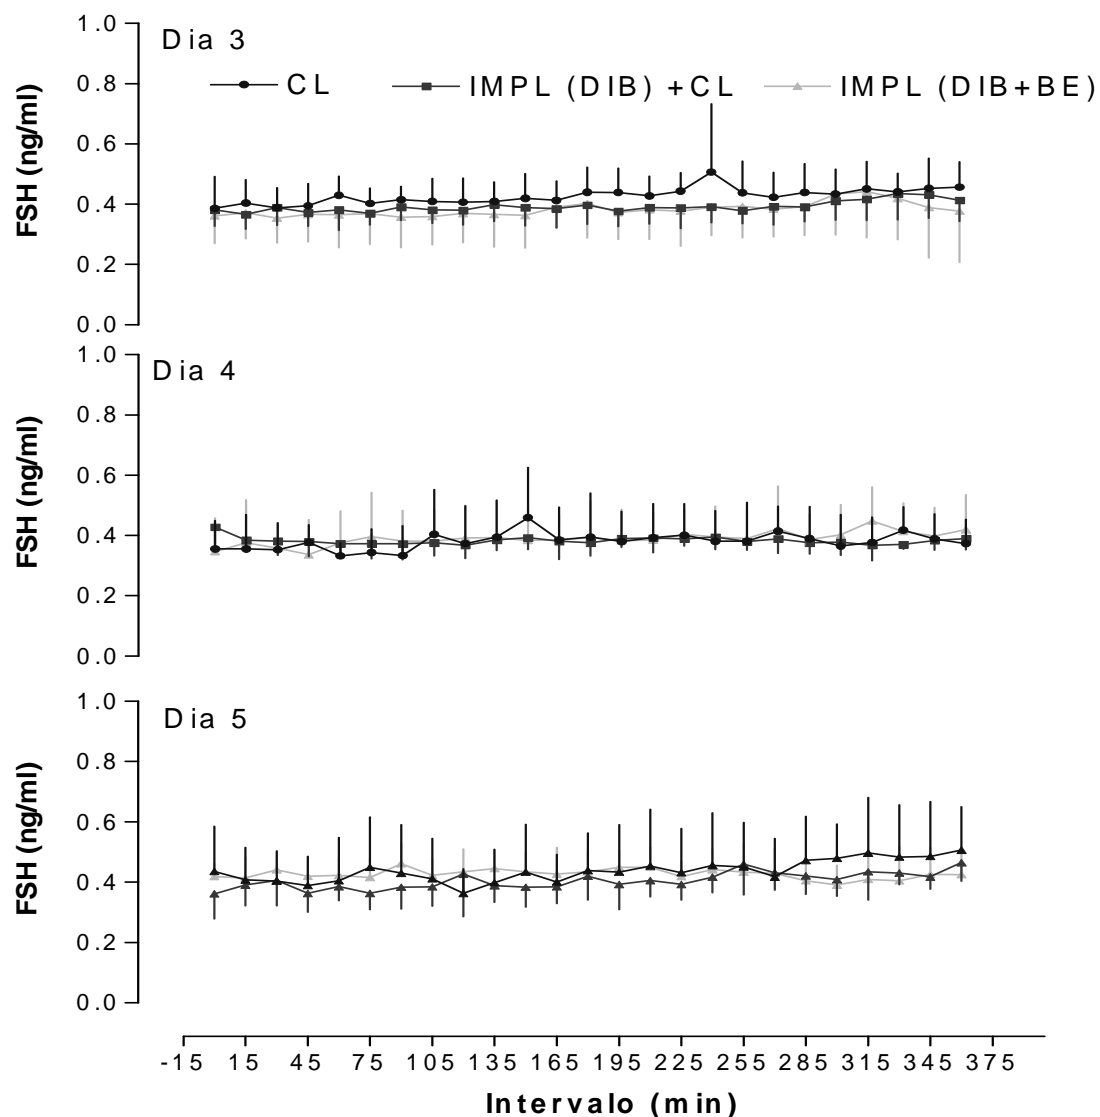 1.0
Dia 3
CL
IMPL (DIB) +CL
IMPL (DIB+BE)
0.8
0.6
0.4
0.2
0.0
FSH (ng/ml)
1.0
Dia 4
0.8
0.6
0.4
0.2
0.0
FSH (ng/ml)
1.0
Dia 5
0.8
0.6
0.4
0.2
0.0
FSH (ng/ml)
-15 15 45 75 105 135 165 195 225 255 285 315 345 375
Intervalo (min)